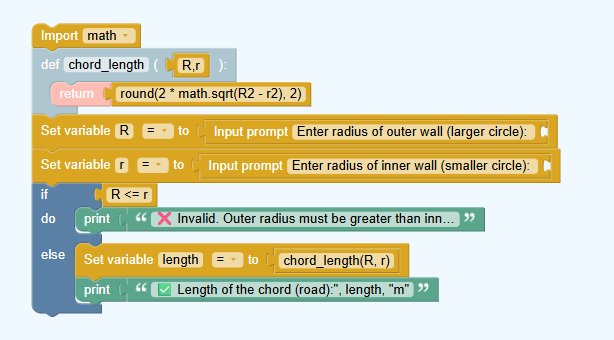 Import math
def chord_length ( R,r ):
return round(2 * math.sqrt(R2 - r2), 2)
Set variable R = to Input prompt Enter radius of outer wall (larger circle):
Set variable r = to Input prompt Enter radius of inner wall (smaller circle):
if R <= r
do print “ ❌ Invalid. Outer radius must be greater than inn... ”
else Set variable length = to chord_length(R, r)
print “ ✅ Length of the chord (road):", length, "m" ”